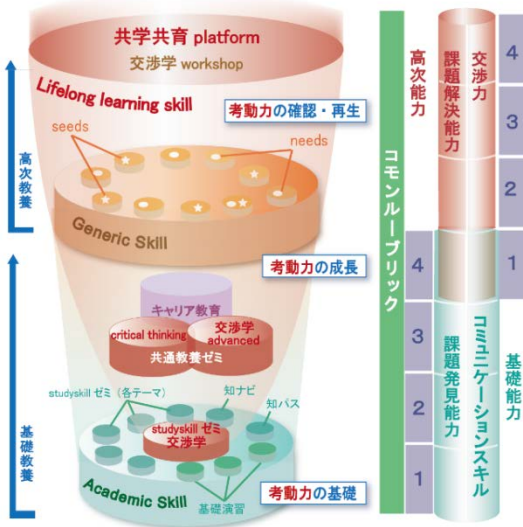 共学共育 platform
交渉学 workshop
Lifelong learning skill
考動力の確認・再生
seeds
needs
Generic Skill
考動力の成長
キャリア教育
critical thinking
交渉学
advanced
共通教養ゼミ
studyskill ゼミ（各テーマ）
知ナビ
知パス
studyskill ゼミ
交渉学
Academic Skill
基礎演習
考動力の基礎
高次教養
基礎教養
コモンルーブリック
高次能力
課題解決能力
交渉力
4
3
2
1
4
3
2
1
課題発見能力
コミュニケーションスキル
基礎能力